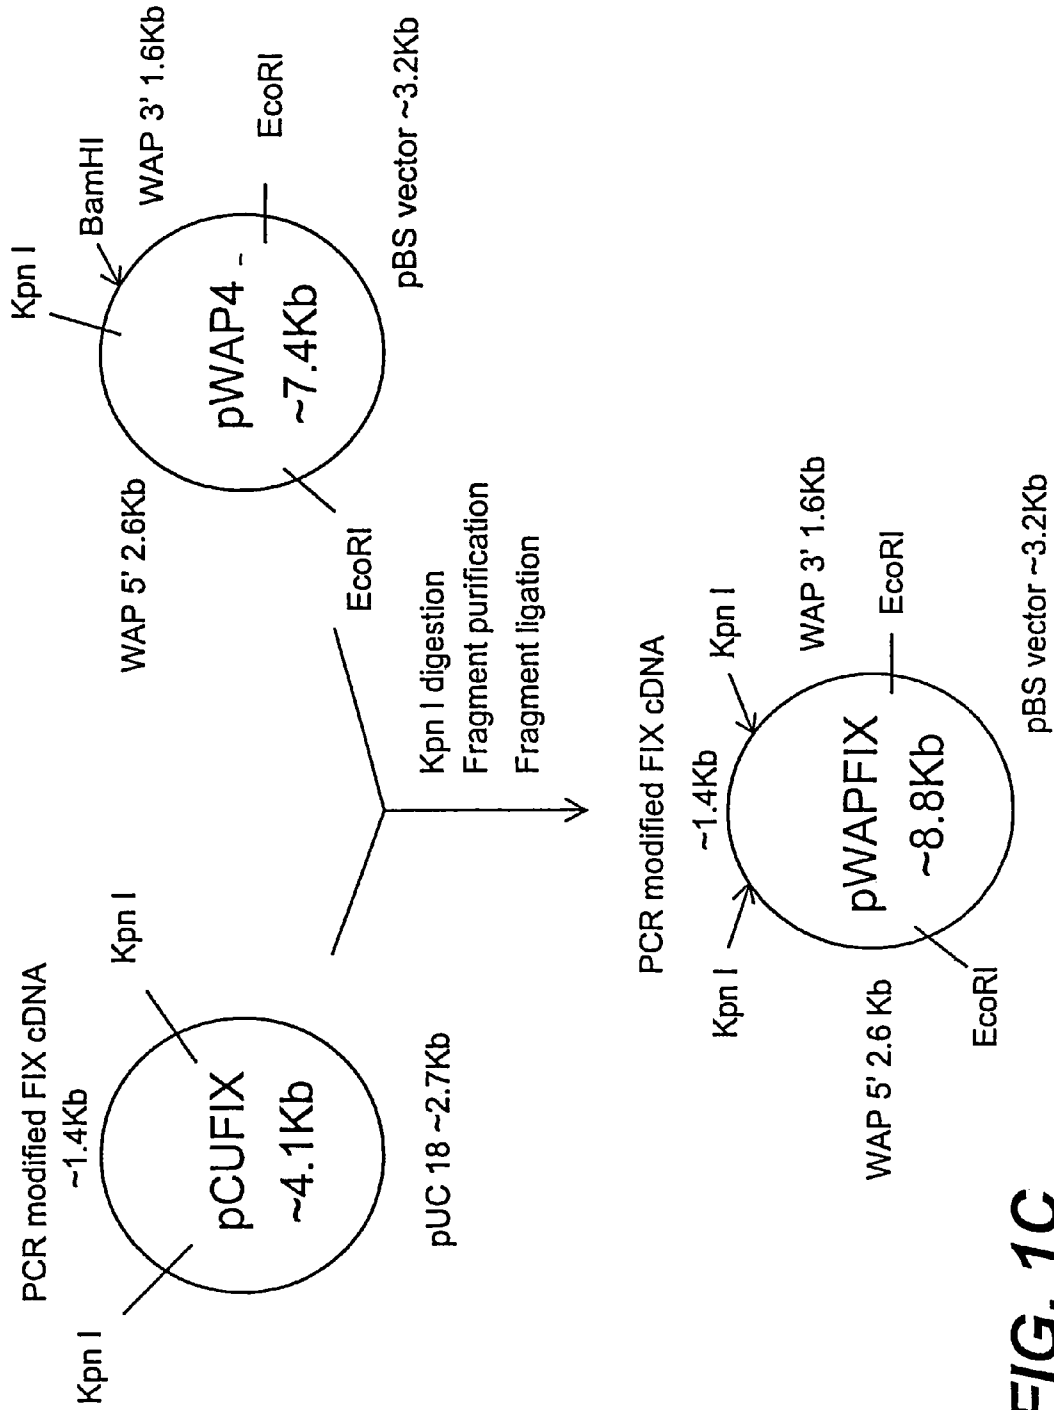 PCR modified FIX cDNA
~1.4Kb
Kpn I
Kpn I
pCUFIX
~4.1Kb
pUC 18 ~2.7Kb
Kpn I
BamHI
WAP 5' 2.6Kb
WAP 3' 1.6Kb
pWAP4
~7.4Kb
EcoRI
EcoRI
pBS vector ~3.2Kb
Kpn I digestion
Fragment purification
Fragment ligation
PCR modified FIX cDNA
~1.4Kb
Kpn I
Kpn I
WAP 5' 2.6 Kb
WAP 3' 1.6Kb
pWAPFIX
~8.8Kb
EcoRI
EcoRI
pBS vector ~3.2Kb
FIG. 1C